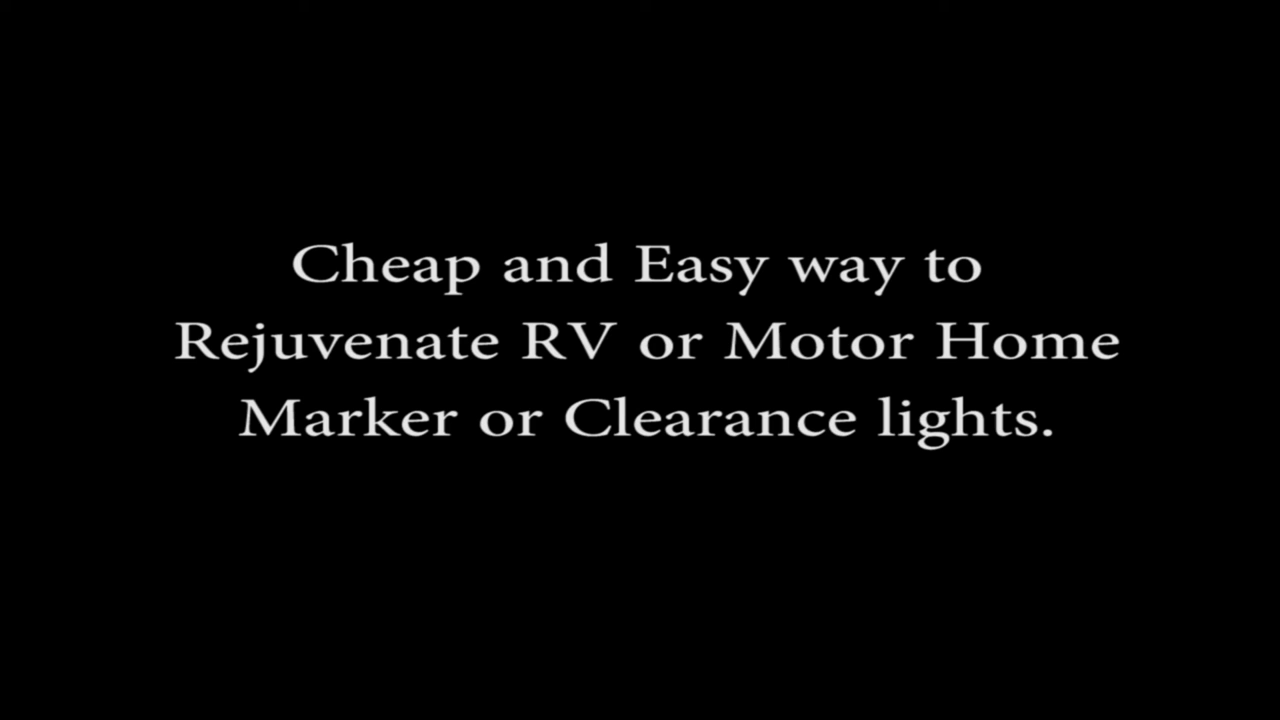 Cheap and Easy way to
Rejuvenate RV or Motor Home
Marker or Clearance lights.